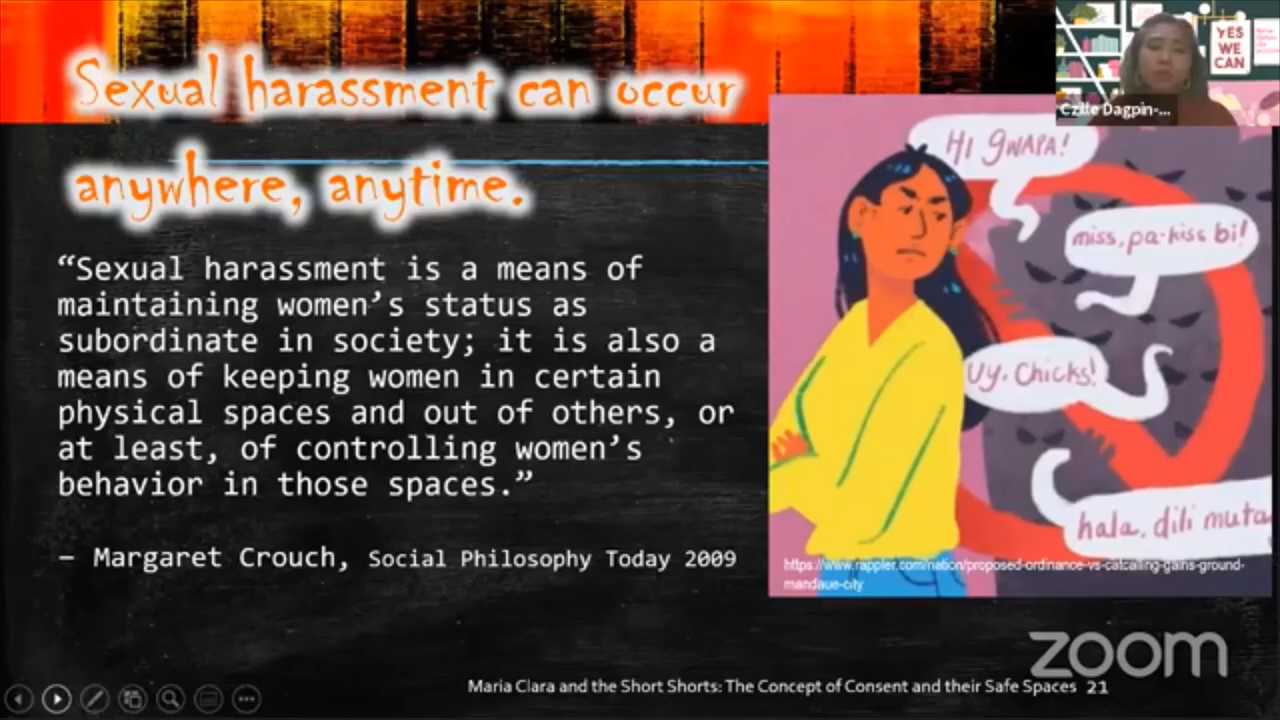 Sexual harassment can occur
anywhere, anytime.
“Sexual harassment is a means of
maintaining women’s status as
subordinate in society; it is also a
means of keeping women in certain
physical spaces and out of others, or
at least, of controlling women’s
behavior in those spaces.”
– Margaret Crouch, Social Philosophy Today 2009
YES
WE
CAN
Czille Dagpin-...
Hi gwapa!
miss, pa-kiss bi!
Uy. Chicks!
hala, dili muta
https://www.rappler.com/nation/proposed-ordinance-vs-catcalling-gains-ground-
mandaue-city
zoom
Maria Clara and the Short Shorts: The Concept of Consent and their Safe Spaces 21